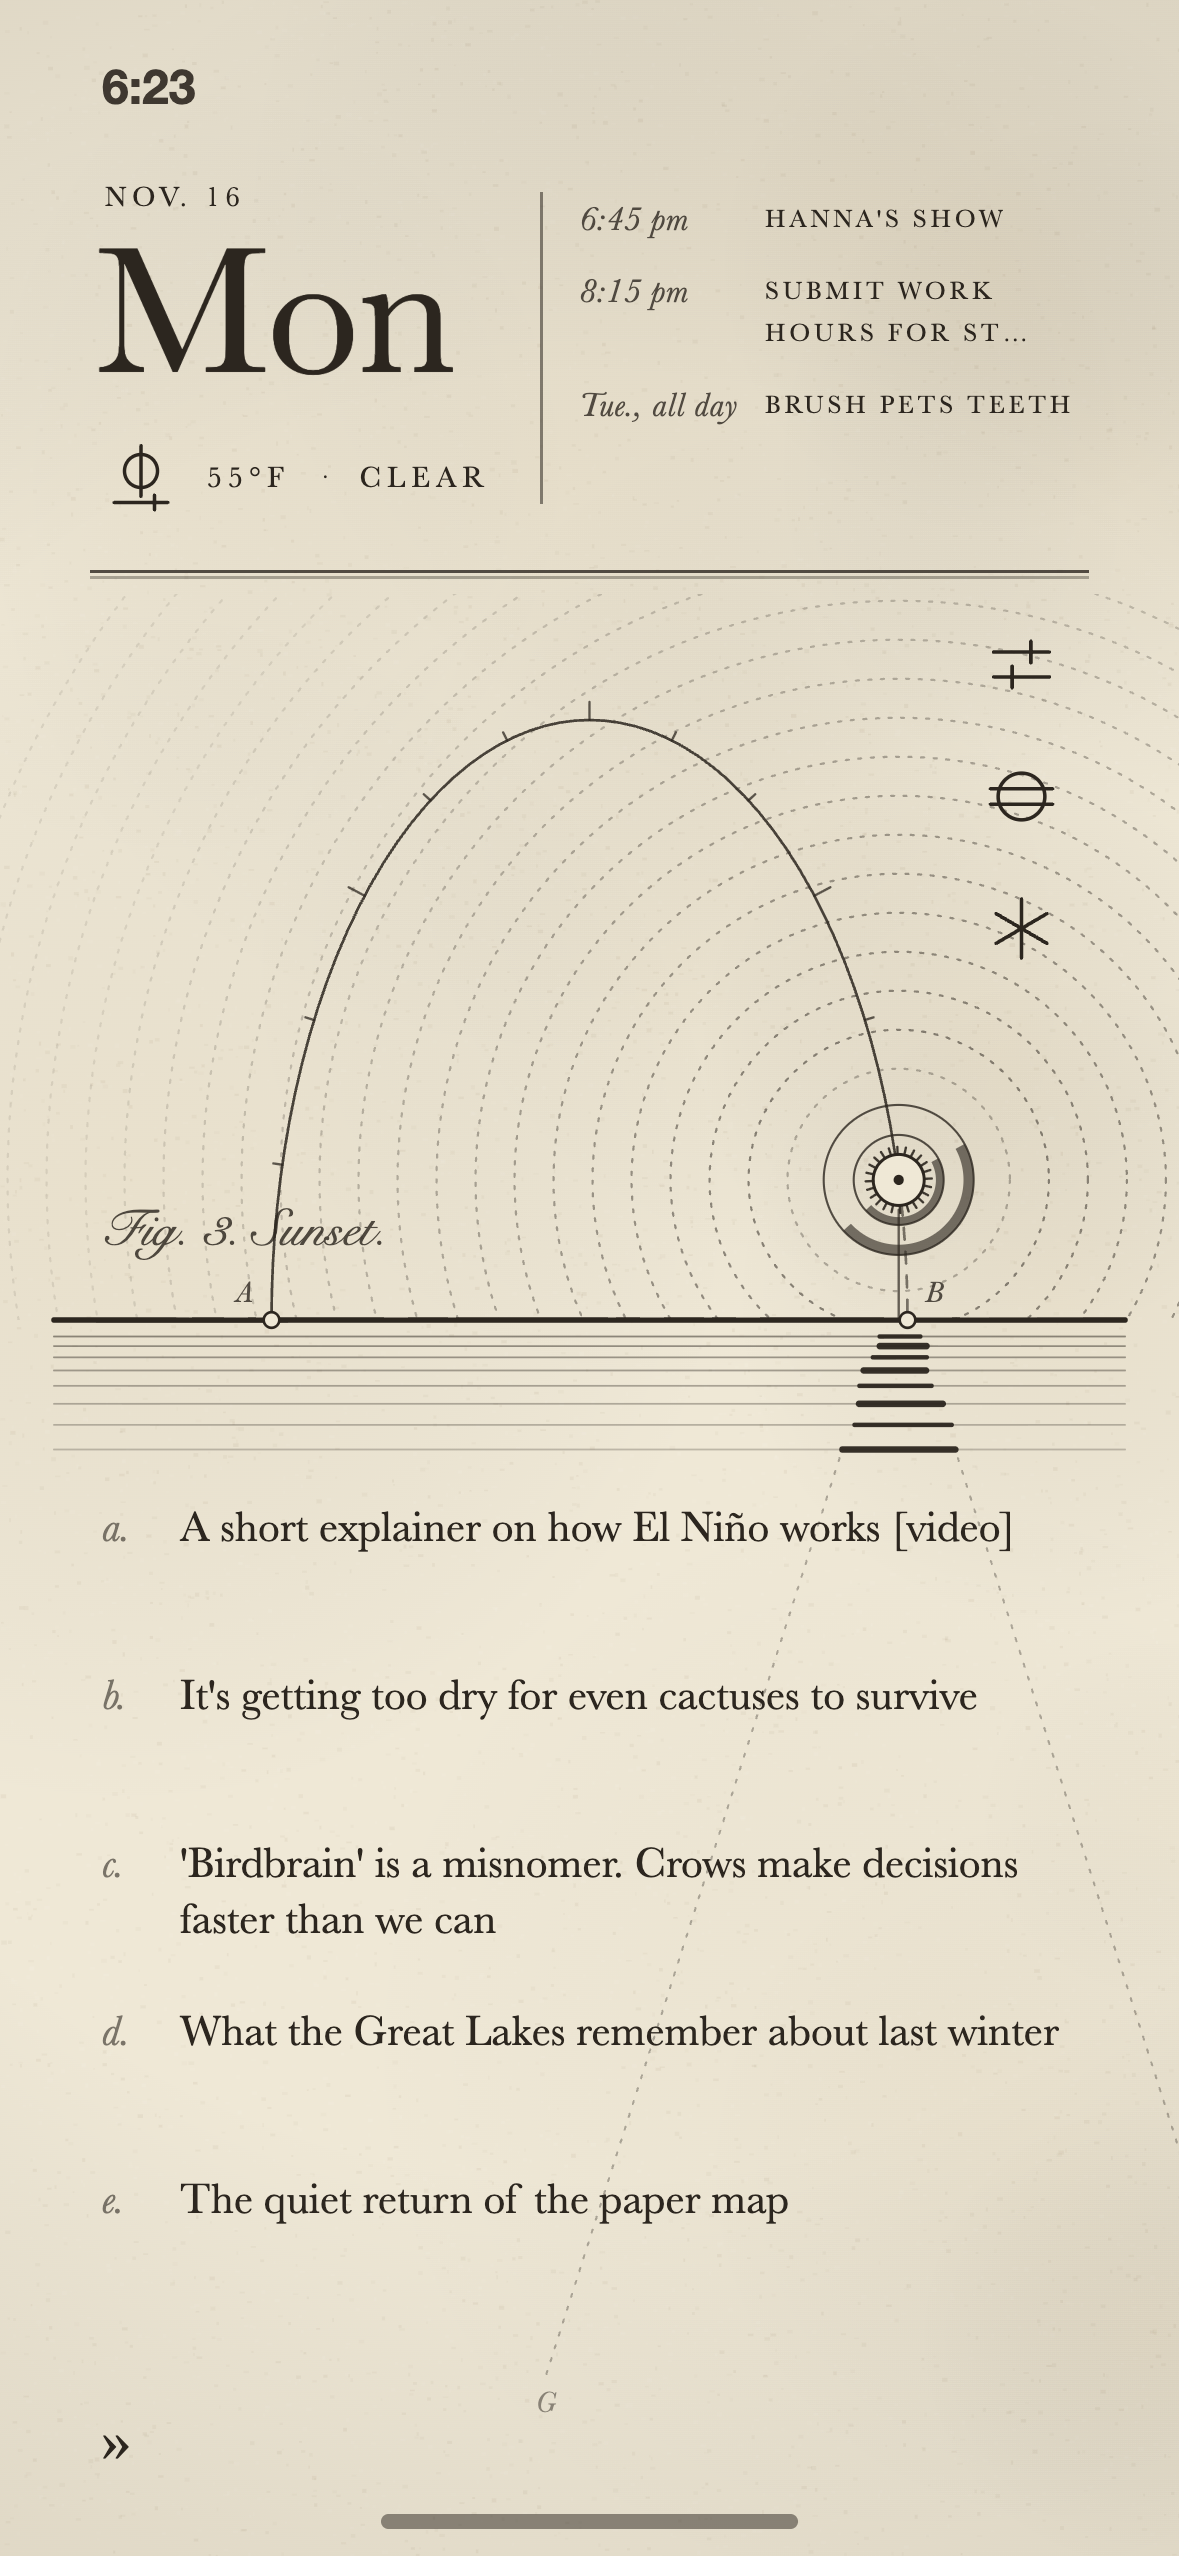 6:23
NOV. 16
Mon
55°F · CLEAR
6:45 pm HANNA'S SHOW
8:15 pm SUBMIT WORK
HOURS FOR ST...
Tue., all day BRUSH PETS TEETH
Fig. 3. Sunset.
A
B
a. A short explainer on how El Niño works [video]
b. It's getting too dry for even cactuses to survive
c. 'Birdbrain' is a misnomer. Crows make decisions
faster than we can
d. What the Great Lakes remember about last winter
e. The quiet return of the paper map
G
»